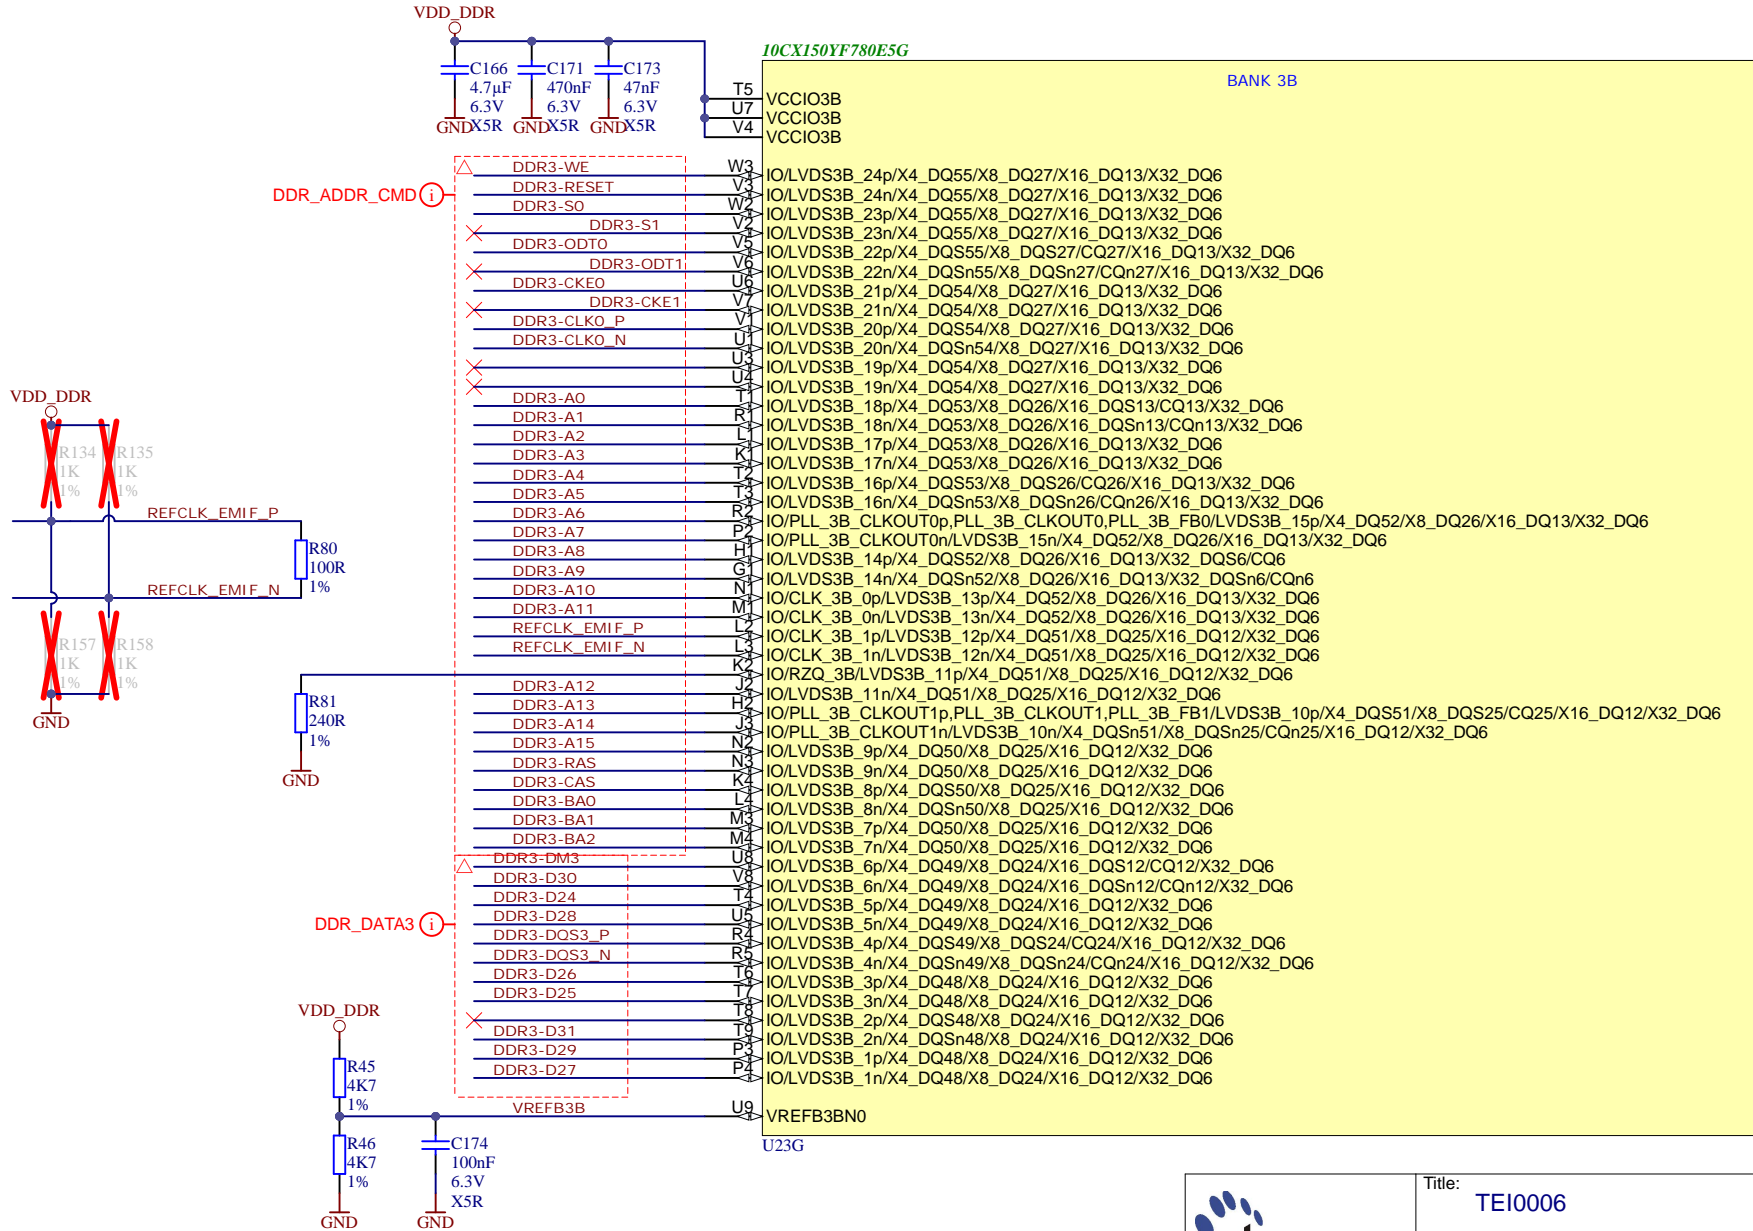 VDD_DDR
C166
4.7µF
6.3V
X5R
GND
C171
470nF
6.3V
X5R
GND
C173
47nF
6.3V
X5R
GND
10CX150YF780E5G
BANK 3B
T5 VCCIO3B
U7 VCCIO3B
V4 VCCIO3B
DDR_ADDR_CMD i
DDR3-WE W3 IO/LVDS3B_24p/X4_DQ55/X8_DQ27/X16_DQ13/X32_DQ6
DDR3-RESET V3 IO/LVDS3B_24n/X4_DQ55/X8_DQ27/X16_DQ13/X32_DQ6
DDR3-S0 W2 IO/LVDS3B_23p/X4_DQ55/X8_DQ27/X16_DQ13/X32_DQ6
DDR3-S1 V2 IO/LVDS3B_23n/X4_DQ55/X8_DQ27/X16_DQ13/X32_DQ6
DDR3-ODT0 V5 IO/LVDS3B_22p/X4_DQS55/X8_DQS27/CQ27/X16_DQ13/X32_DQ6
DDR3-ODT1 V6 IO/LVDS3B_22n/X4_DQSn55/X8_DQSn27/CQn27/X16_DQ13/X32_DQ6
DDR3-CKE0 U6 IO/LVDS3B_21p/X4_DQ54/X8_DQ27/X16_DQ13/X32_DQ6
DDR3-CKE1 V7 IO/LVDS3B_21n/X4_DQ54/X8_DQ27/X16_DQ13/X32_DQ6
DDR3-CLK0_P V1 IO/LVDS3B_20p/X4_DQS54/X8_DQ27/X16_DQ13/X32_DQ6
DDR3-CLK0_N U1 IO/LVDS3B_20n/X4_DQSn54/X8_DQ27/X16_DQ13/X32_DQ6
U3 IO/LVDS3B_19p/X4_DQ54/X8_DQ27/X16_DQ13/X32_DQ6
U4 IO/LVDS3B_19n/X4_DQ54/X8_DQ27/X16_DQ13/X32_DQ6
DDR3-A0 T1 IO/LVDS3B_18p/X4_DQ53/X8_DQ26/X16_DQS13/CQ13/X32_DQ6
DDR3-A1 R1 IO/LVDS3B_18n/X4_DQ53/X8_DQ26/X16_DQSn13/CQn13/X32_DQ6
DDR3-A2 L1 IO/LVDS3B_17p/X4_DQ53/X8_DQ26/X16_DQ13/X32_DQ6
DDR3-A3 K1 IO/LVDS3B_17n/X4_DQ53/X8_DQ26/X16_DQ13/X32_DQ6
DDR3-A4 T2 IO/LVDS3B_16p/X4_DQS53/X8_DQS26/CQ26/X16_DQ13/X32_DQ6
DDR3-A5 T3 IO/LVDS3B_16n/X4_DQSn53/X8_DQSn26/CQn26/X16_DQ13/X32_DQ6
DDR3-A6 R2 IO/PLL_3B_CLKOUT0p,PLL_3B_CLKOUT0,PLL_3B_FB0/LVDS3B_15p/X4_DQ52/X8_DQ26/X16_DQ13/X32_DQ6
DDR3-A7 P2 IO/PLL_3B_CLKOUT0n/LVDS3B_15n/X4_DQ52/X8_DQ26/X16_DQ13/X32_DQ6
DDR3-A8 H1 IO/LVDS3B_14p/X4_DQS52/X8_DQ26/X16_DQ13/X32_DQS6/CQ6
DDR3-A9 G1 IO/LVDS3B_14n/X4_DQSn52/X8_DQ26/X16_DQ13/X32_DQSn6/CQn6
DDR3-A10 N1 IO/CLK_3B_0p/LVDS3B_13p/X4_DQ52/X8_DQ26/X16_DQ13/X32_DQ6
DDR3-A11 M1 IO/CLK_3B_0n/LVDS3B_13n/X4_DQ52/X8_DQ26/X16_DQ13/X32_DQ6
REFCLK_EMIF_P L2 IO/CLK_3B_1p/LVDS3B_12p/X4_DQ51/X8_DQ25/X16_DQ12/X32_DQ6
REFCLK_EMIF_N L3 IO/CLK_3B_1n/LVDS3B_12n/X4_DQ51/X8_DQ25/X16_DQ12/X32_DQ6
K2 IO/RZQ_3B/LVDS3B_11p/X4_DQ51/X8_DQ25/X16_DQ12/X32_DQ6
DDR3-A12 J2 IO/LVDS3B_11n/X4_DQ51/X8_DQ25/X16_DQ12/X32_DQ6
DDR3-A13 H2 IO/PLL_3B_CLKOUT1p,PLL_3B_CLKOUT1,PLL_3B_FB1/LVDS3B_10p/X4_DQS51/X8_DQS25/CQ25/X16_DQ12/X32_DQ6
DDR3-A14 J3 IO/PLL_3B_CLKOUT1n/LVDS3B_10n/X4_DQSn51/X8_DQSn25/CQn25/X16_DQ12/X32_DQ6
DDR3-A15 N2 IO/LVDS3B_9p/X4_DQ50/X8_DQ25/X16_DQ12/X32_DQ6
DDR3-RAS N3 IO/LVDS3B_9n/X4_DQ50/X8_DQ25/X16_DQ12/X32_DQ6
DDR3-CAS K4 IO/LVDS3B_8p/X4_DQS50/X8_DQ25/X16_DQ12/X32_DQ6
DDR3-BA0 L4 IO/LVDS3B_8n/X4_DQSn50/X8_DQ25/X16_DQ12/X32_DQ6
DDR3-BA1 M3 IO/LVDS3B_7p/X4_DQ50/X8_DQ25/X16_DQ12/X32_DQ6
DDR3-BA2 M4 IO/LVDS3B_7n/X4_DQ50/X8_DQ25/X16_DQ12/X32_DQ6
DDR3-DM3 U8 IO/LVDS3B_6p/X4_DQ49/X8_DQ24/X16_DQS12/CQ12/X32_DQ6
DDR3-D30 V8 IO/LVDS3B_6n/X4_DQ49/X8_DQ24/X16_DQSn12/CQn12/X32_DQ6
DDR3-D24 T4 IO/LVDS3B_5p/X4_DQ49/X8_DQ24/X16_DQ12/X32_DQ6
DDR_DATA3 i
DDR3-D28 U5 IO/LVDS3B_5n/X4_DQ49/X8_DQ24/X16_DQ12/X32_DQ6
DDR3-DQS3_P R4 IO/LVDS3B_4p/X4_DQS49/X8_DQS24/CQ24/X16_DQ12/X32_DQ6
DDR3-DQS3_N R5 IO/LVDS3B_4n/X4_DQSn49/X8_DQSn24/CQn24/X16_DQ12/X32_DQ6
DDR3-D26 T6 IO/LVDS3B_3p/X4_DQ48/X8_DQ24/X16_DQ12/X32_DQ6
DDR3-D25 T7 IO/LVDS3B_3n/X4_DQ48/X8_DQ24/X16_DQ12/X32_DQ6
T8 IO/LVDS3B_2p/X4_DQS48/X8_DQ24/X16_DQ12/X32_DQ6
DDR3-D31 T9 IO/LVDS3B_2n/X4_DQSn48/X8_DQ24/X16_DQ12/X32_DQ6
DDR3-D29 P3 IO/LVDS3B_1p/X4_DQ48/X8_DQ24/X16_DQ12/X32_DQ6
DDR3-D27 P4 IO/LVDS3B_1n/X4_DQ48/X8_DQ24/X16_DQ12/X32_DQ6
VREFB3B U9 VREFB3BN0
U23G
VDD_DDR
R134
1K
1%
R135
1K
1%
REFCLK_EMIF_P
R80
100R
1%
REFCLK_EMIF_N
R157
1K
1%
R158
1K
1%
GND
R81
240R
1%
GND
VDD_DDR
R45
4K7
1%
R46
4K7
1%
GND
C174
100nF
6.3V
X5R
GND
Title:
TEI0006